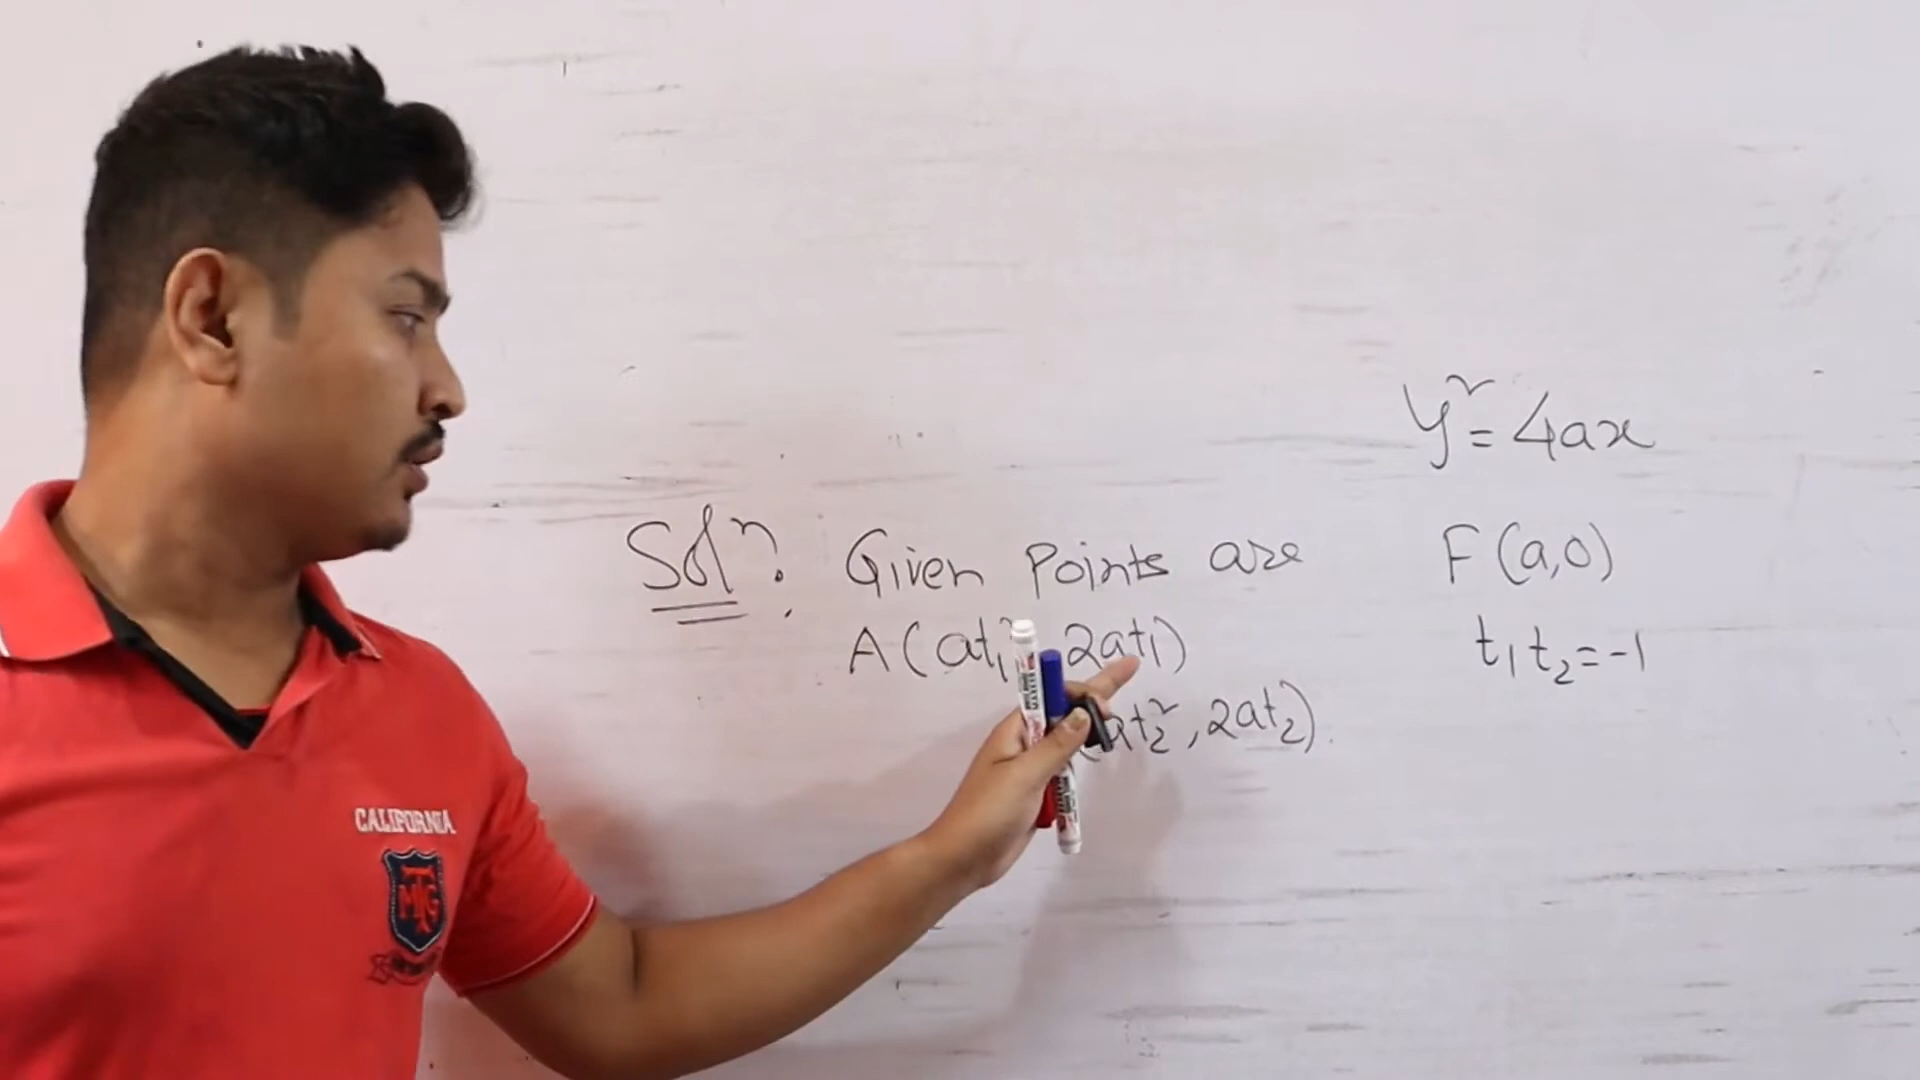 y² = 4ax
Solⁿ: Given Points are
F(a,0)
A(at₁², 2at₁)
t₁t₂=-1
(at₂², 2at₂).
CALIFORNIA